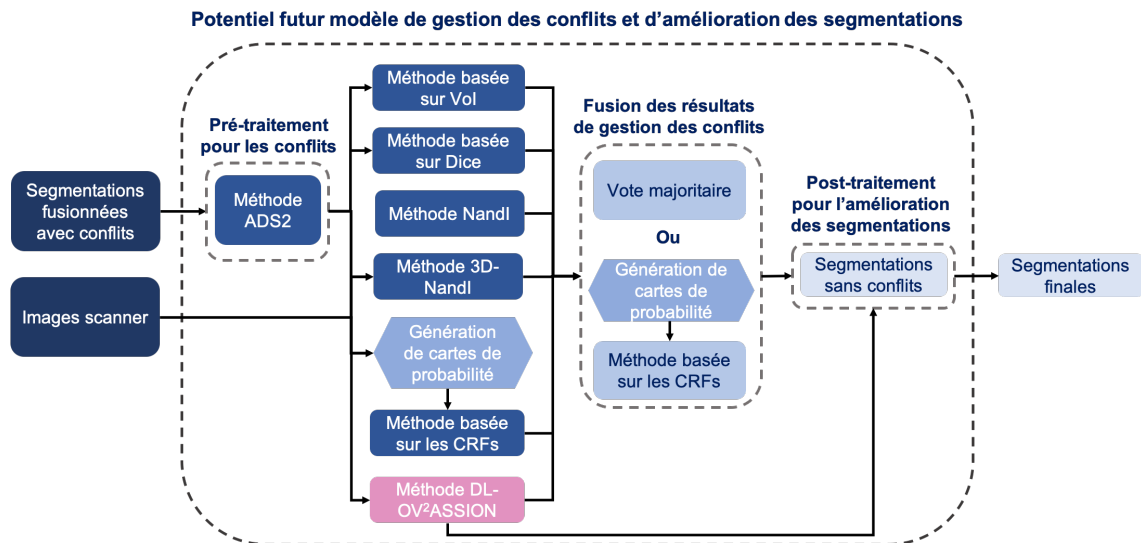 Potentiel futur modèle de gestion des conflits et d’amélioration des segmentations
Segmentations
fusionnées
avec conflits
Images scanner
Pré-traitement
pour les conflits
Méthode
ADS2
Méthode basée
sur VoI
Méthode basée
sur Dice
Méthode NandI
Méthode 3D-
NandI
Génération
de cartes de
probabilité
Méthode basée
sur les CRFs
Méthode DL-
OV²ASSION
Fusion des résultats
de gestion des conflits
Vote majoritaire
Ou
Génération de
cartes de
probabilité
Méthode basée
sur les CRFs
Post-traitement
pour l’amélioration
des segmentations
Segmentations
sans conflits
Segmentations
finales